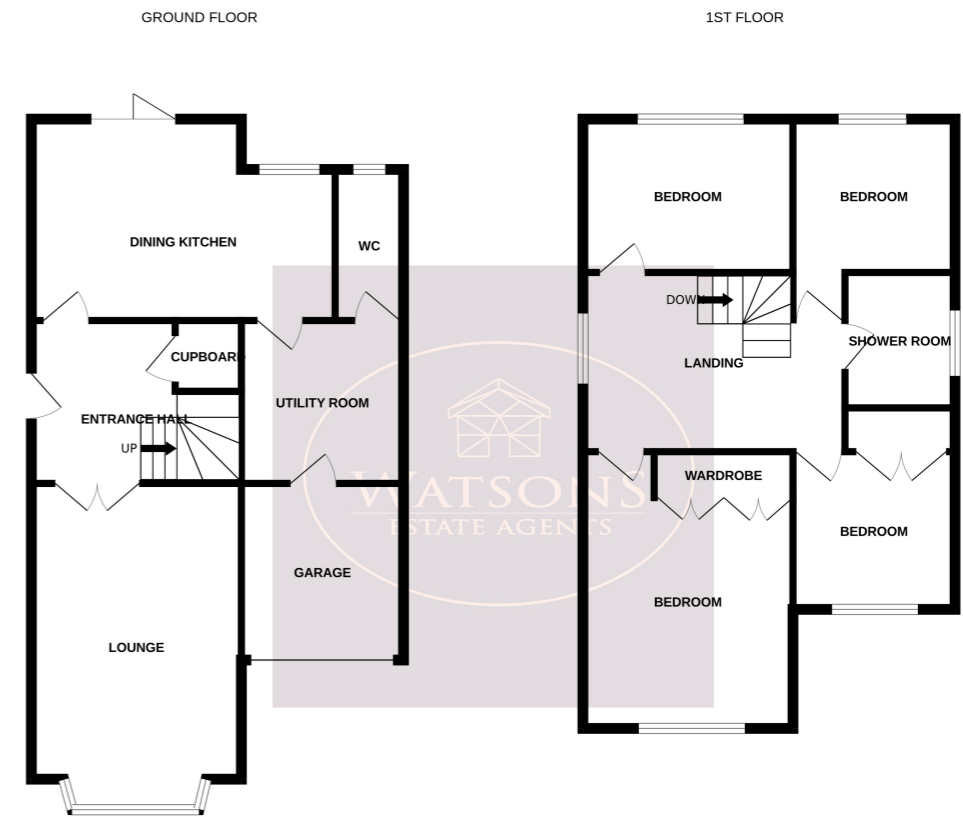 GROUND FLOOR
1ST FLOOR
DINING KITCHEN
WC
CUPBOARD
ENTRANCE HALL
UP
UTILITY ROOM
WATSONS
ESTATE AGENTS
GARAGE
LOUNGE
BEDROOM
BEDROOM
DOWN
SHOWER ROOM
LANDING
WARDROBE
BEDROOM
BEDROOM